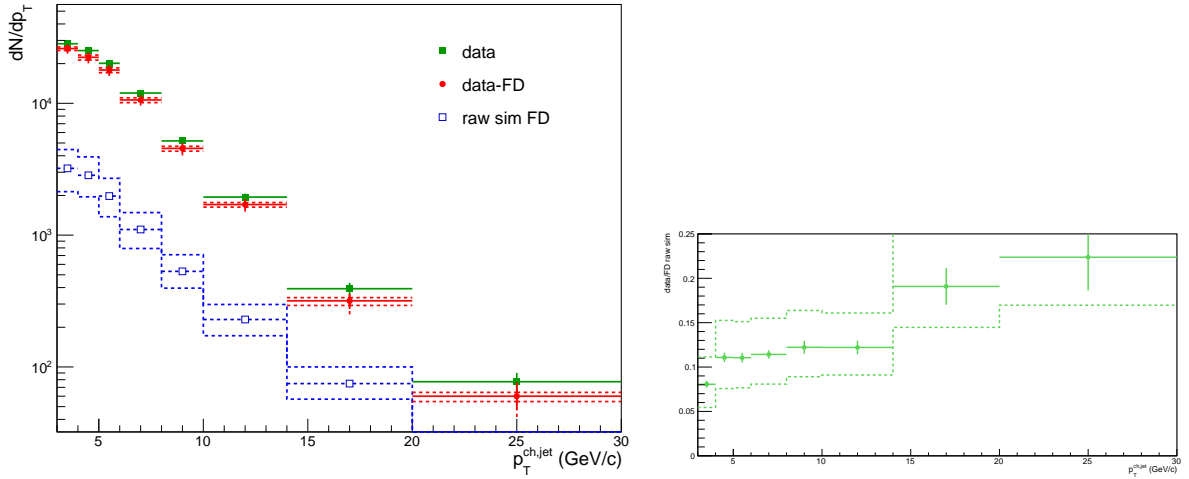 dN/dp_T
data
data-FD
raw sim FD
10^4
10^3
10^2
5 10 15 20 25 30
p_T^ch,jet (GeV/c)
data/FD raw sim
0.25
0.2
0.15
0.1
0.05
0
5 10 15 20 25 30
p_T^ch,jet (GeV/c)